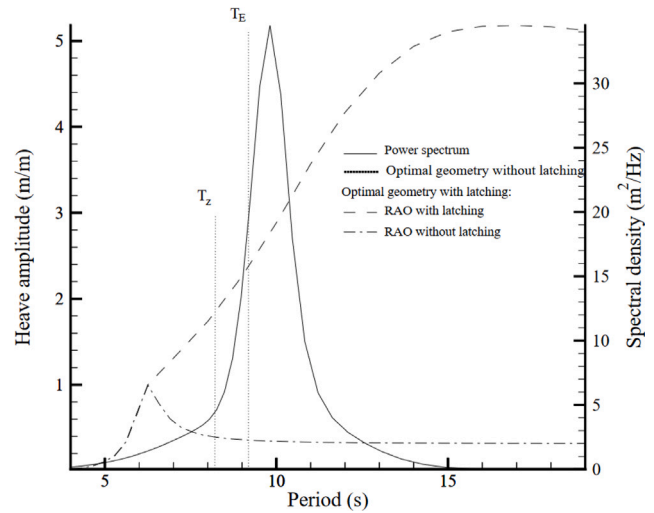 T_E
T_z
5
4
3
2
1
30
25
20
15
10
5
0
Heave amplitude (m/m)
Spectral density (m²/Hz)
Power spectrum
Optimal geometry without latching
Optimal geometry with latching:
RAO with latching
RAO without latching
5
10
15
Period (s)